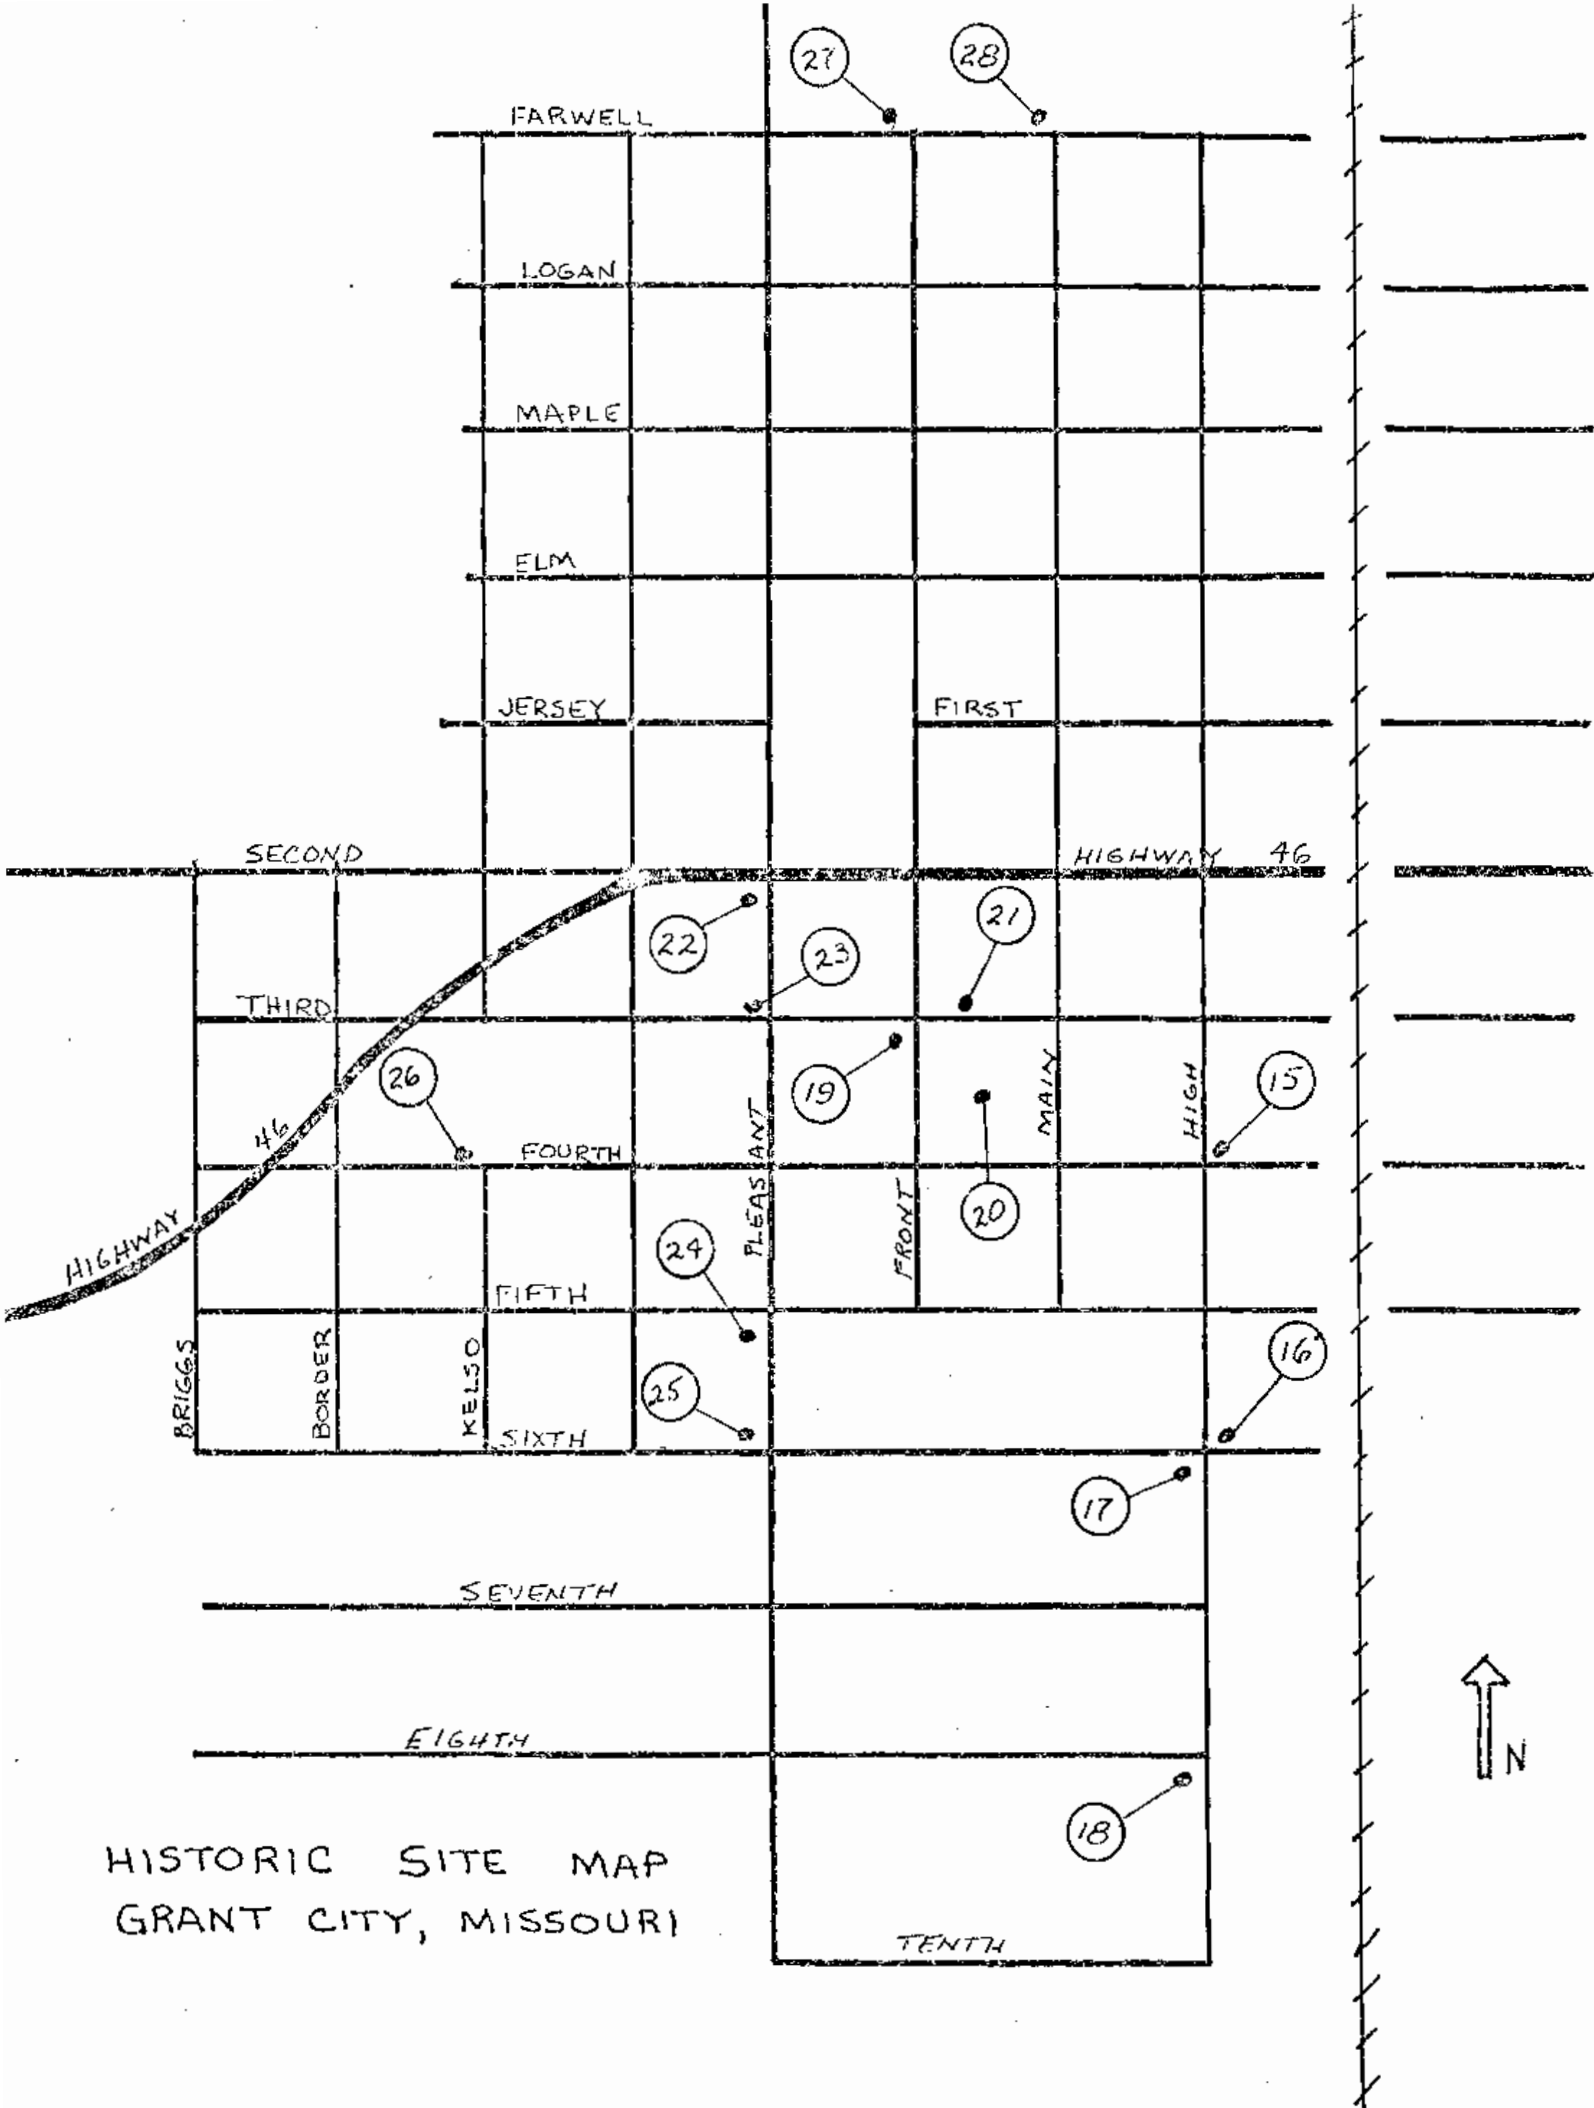 27
28
FARWELL
LOGAN
MAPLE
ELM
JERSEY
FIRST
SECOND
HIGHWAY 46
21
22
23
THIRD
19
26
15
MAIN
HIGH
46
FOURTH
PLEASANT
20
FRONT
24
HIGHWAY
FIFTH
16
BRIGGS
BORDER
KELSO
25
SIXTH
17
SEVENTH
EIGHTH
N
18
HISTORIC SITE MAP
GRANT CITY, MISSOURI
TENTH